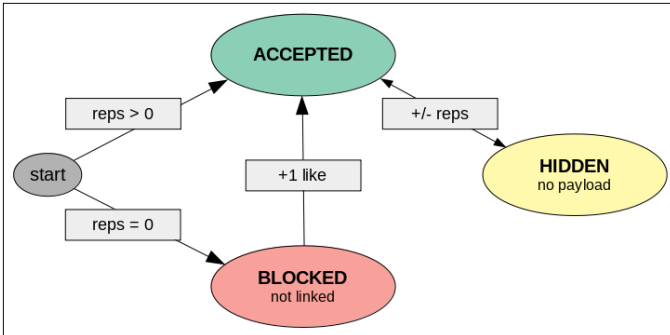 ACCEPTED
reps > 0
+/- reps
start
+1 like
HIDDEN
no payload
reps = 0
BLOCKED
not linked